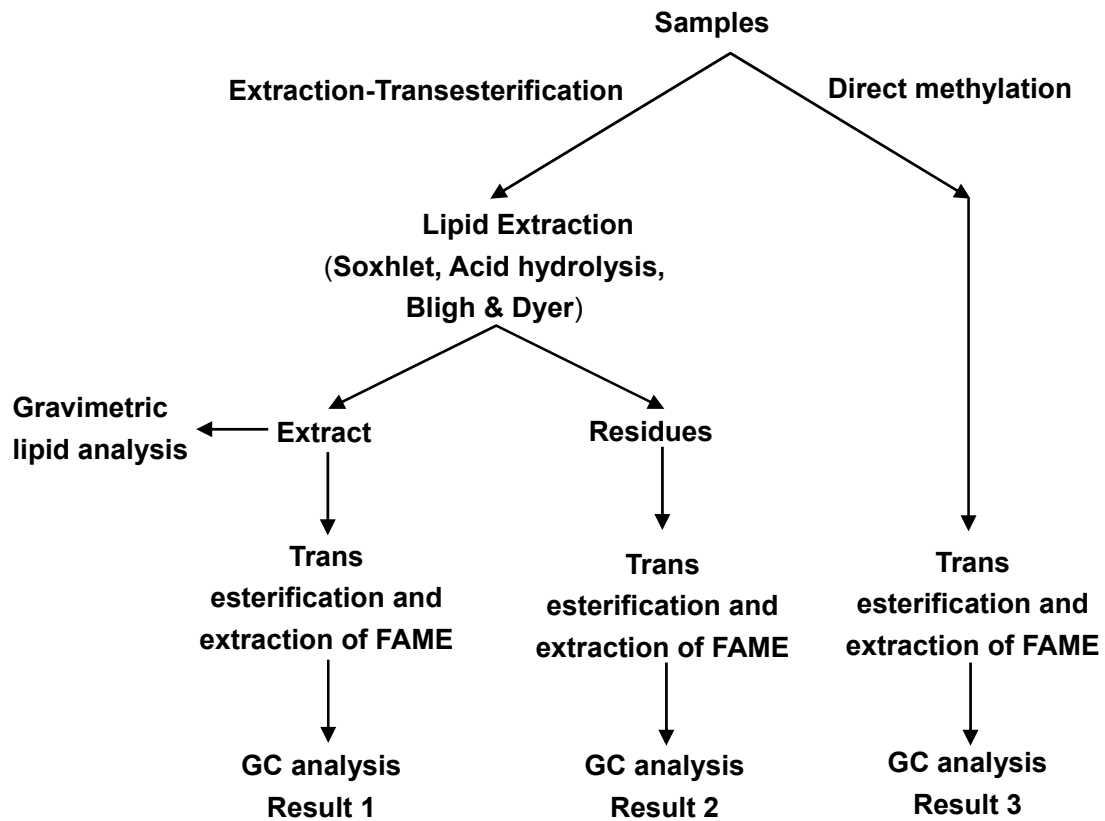 Samples
Extraction-Transesterification
Direct methylation
Lipid Extraction
(Soxhlet, Acid hydrolysis,
Bligh & Dyer)
Gravimetric
lipid analysis
Extract
Residues
Trans
esterification and
extraction of FAME
Trans
esterification and
extraction of FAME
Trans
esterification and
extraction of FAME
GC analysis
Result 1
GC analysis
Result 2
GC analysis
Result 3